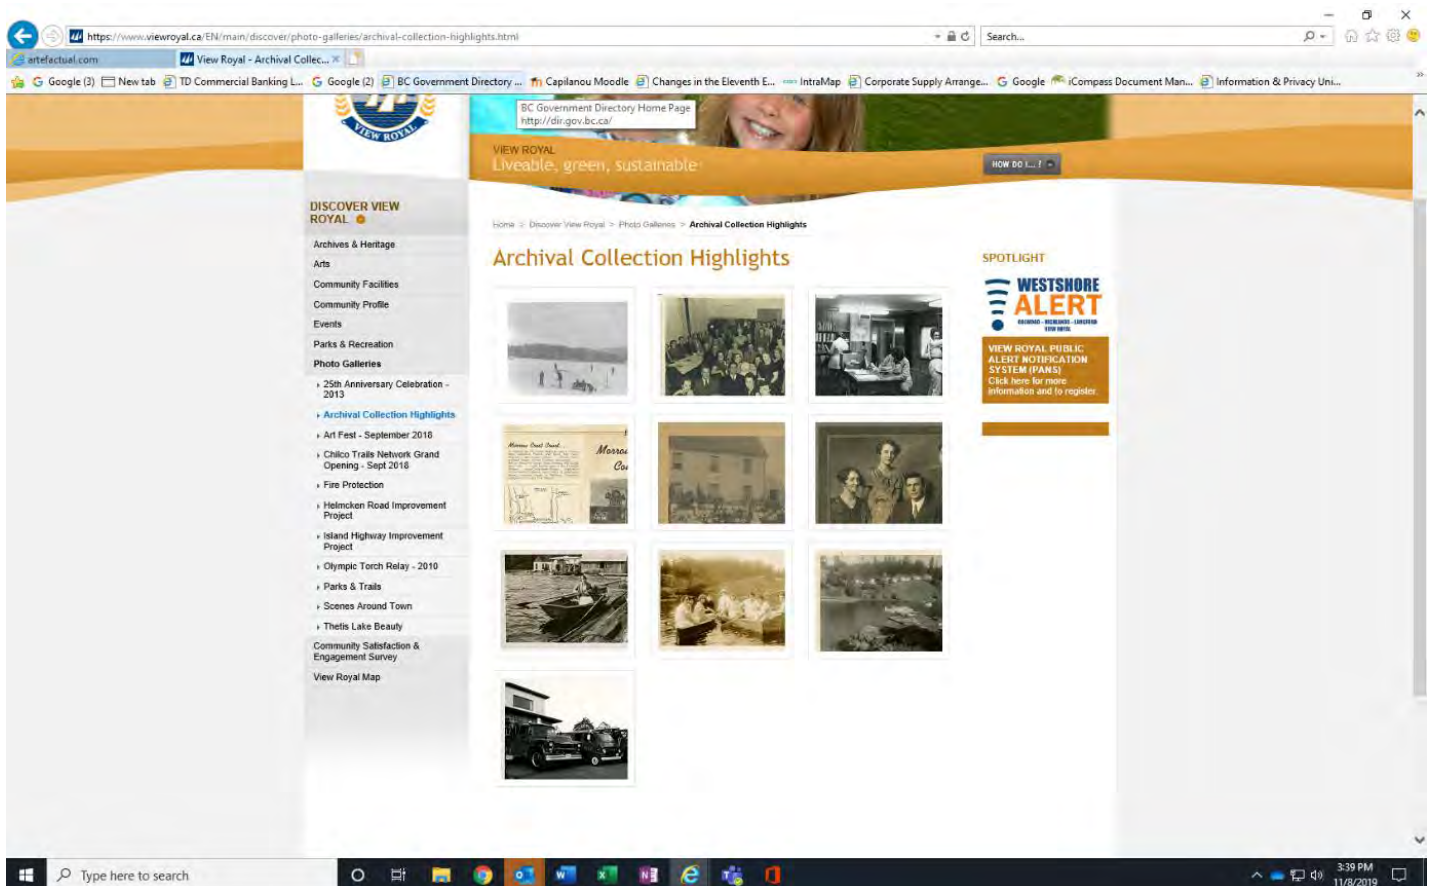 https://www.viewroyal.ca/EN/main/discover/photo-galleries/archival-collection-highlights.html
Search...
artefactual.com
View Royal - Archival Collec...
Google (3)
New tab
TD Commercial Banking L...
Google (2)
BC Government Directory ...
Capilanou Moodle
Changes in the Eleventh E...
IntraMap
Corporate Supply Arrange...
Google
iCompass Document Man...
Information & Privacy Uni...
BC Government Directory Home Page
http://dir.gov.bc.ca/
VIEW ROYAL
VIEW ROYAL
Liveable, green, sustainable
HOW DO I... ?
DISCOVER VIEW
ROYAL
Archives & Heritage
Arts
Community Facilities
Community Profile
Events
Parks & Recreation
Photo Galleries
25th Anniversary Celebration -
2013
Archival Collection Highlights
Art Fest - September 2018
Chilco Trails Network Grand
Opening - Sept 2018
Fire Protection
Helmcken Road Improvement
Project
Island Highway Improvement
Project
Olympic Torch Relay - 2010
Parks & Trails
Scenes Around Town
Thetis Lake Beauty
Community Satisfaction &
Engagement Survey
View Royal Map
Home > Discover View Royal > Photo Galleries > Archival Collection Highlights
Archival Collection Highlights
SPOTLIGHT
WESTSHORE
ALERT
VIEW ROYAL
VIEW ROYAL PUBLIC
ALERT NOTIFICATION
SYSTEM (PANS)
Click here for more
information and to register.
Type here to search
3:39 PM
11/8/2019